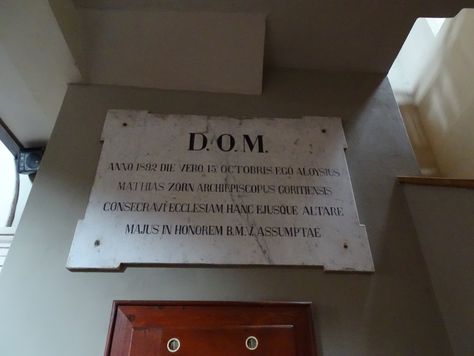 D.O.M.
ANNO 1892 DIE VERO 15 OCTOBRIS EGO ALOYSIUS
MATHIAS ZORN ARCHIEPISCOPUS GORITIENSIS
CONSECRAVI ECCLESIAM HANC EJUSQUE ALTARE
MAJUS IN HONOREM B.M.V. ASSUMPTAE